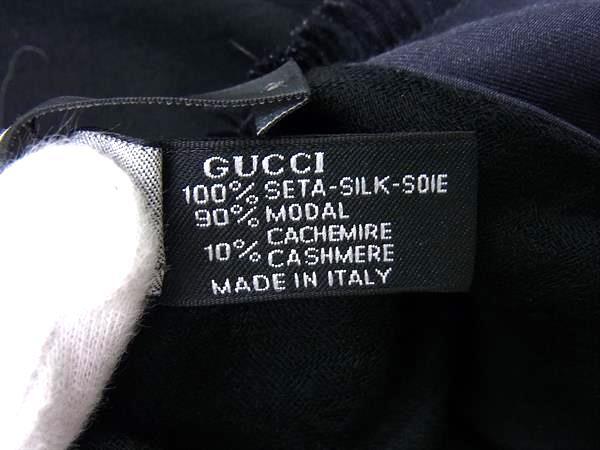 GUCCI
100% SETA-SILK-SOIE
90% MODAL
CACHEMIRE
10% CASHMERE
MADE IN ITALY